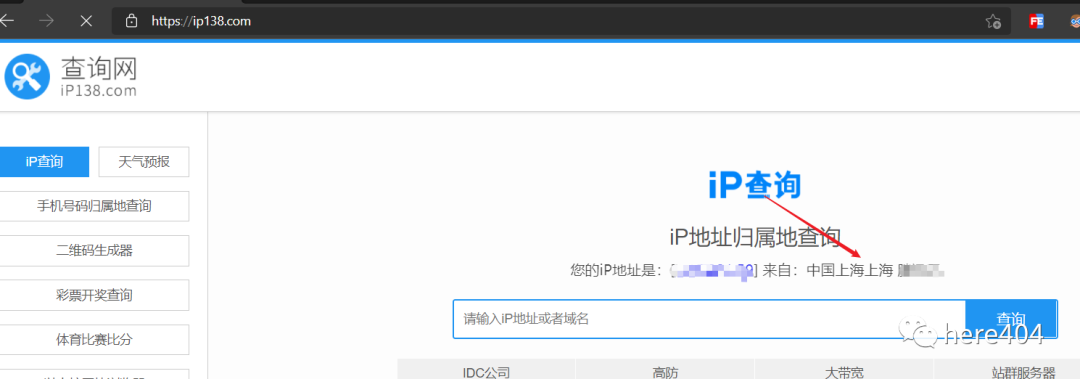 https://ip138.com
FE
查询网
iP138.com
iP查询
天气预报
手机号码归属地查询
二维码生成器
彩票开奖查询
体育比赛比分
iP查询
iP地址归属地查询
您的iP地址是：[ ] 来自：中国上海上海
请输入iP地址或者域名
查询
here404
IDC公司
高防
大带宽
站群服务器